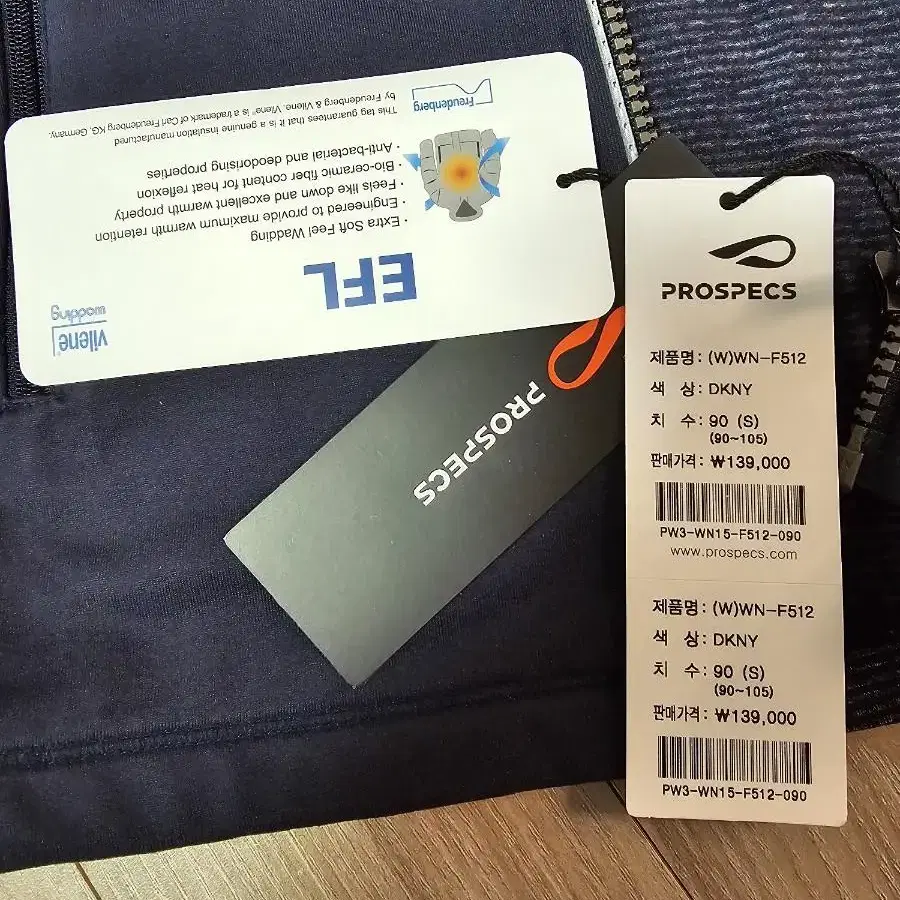 vilene®
wadding
EFL
· Extra Soft Feel Wadding
· Engineered to provide maximum warmth retention
· Feels like down and excellent warmth property
· Bio-ceramic fiber content for heat reflexion
· Anti-bacterial and deodorising properties
This tag guarantees that it is a genuine insulation manufactured
by Freudenberg & Vilene. Vilene® is a trademark of Carl Freudenberg KG, Germany.
Freudenberg
PROSPECS
PROSPECS
제품명: (W)WN-F512
색 상: DKNY
치 수: 90 (S)
(90~105)
판매가격: ₩139,000
PW3-WN15-F512-090
www.prospecs.com
제품명: (W)WN-F512
색 상: DKNY
치 수: 90 (S)
(90~105)
판매가격: ₩139,000
PW3-WN15-F512-090